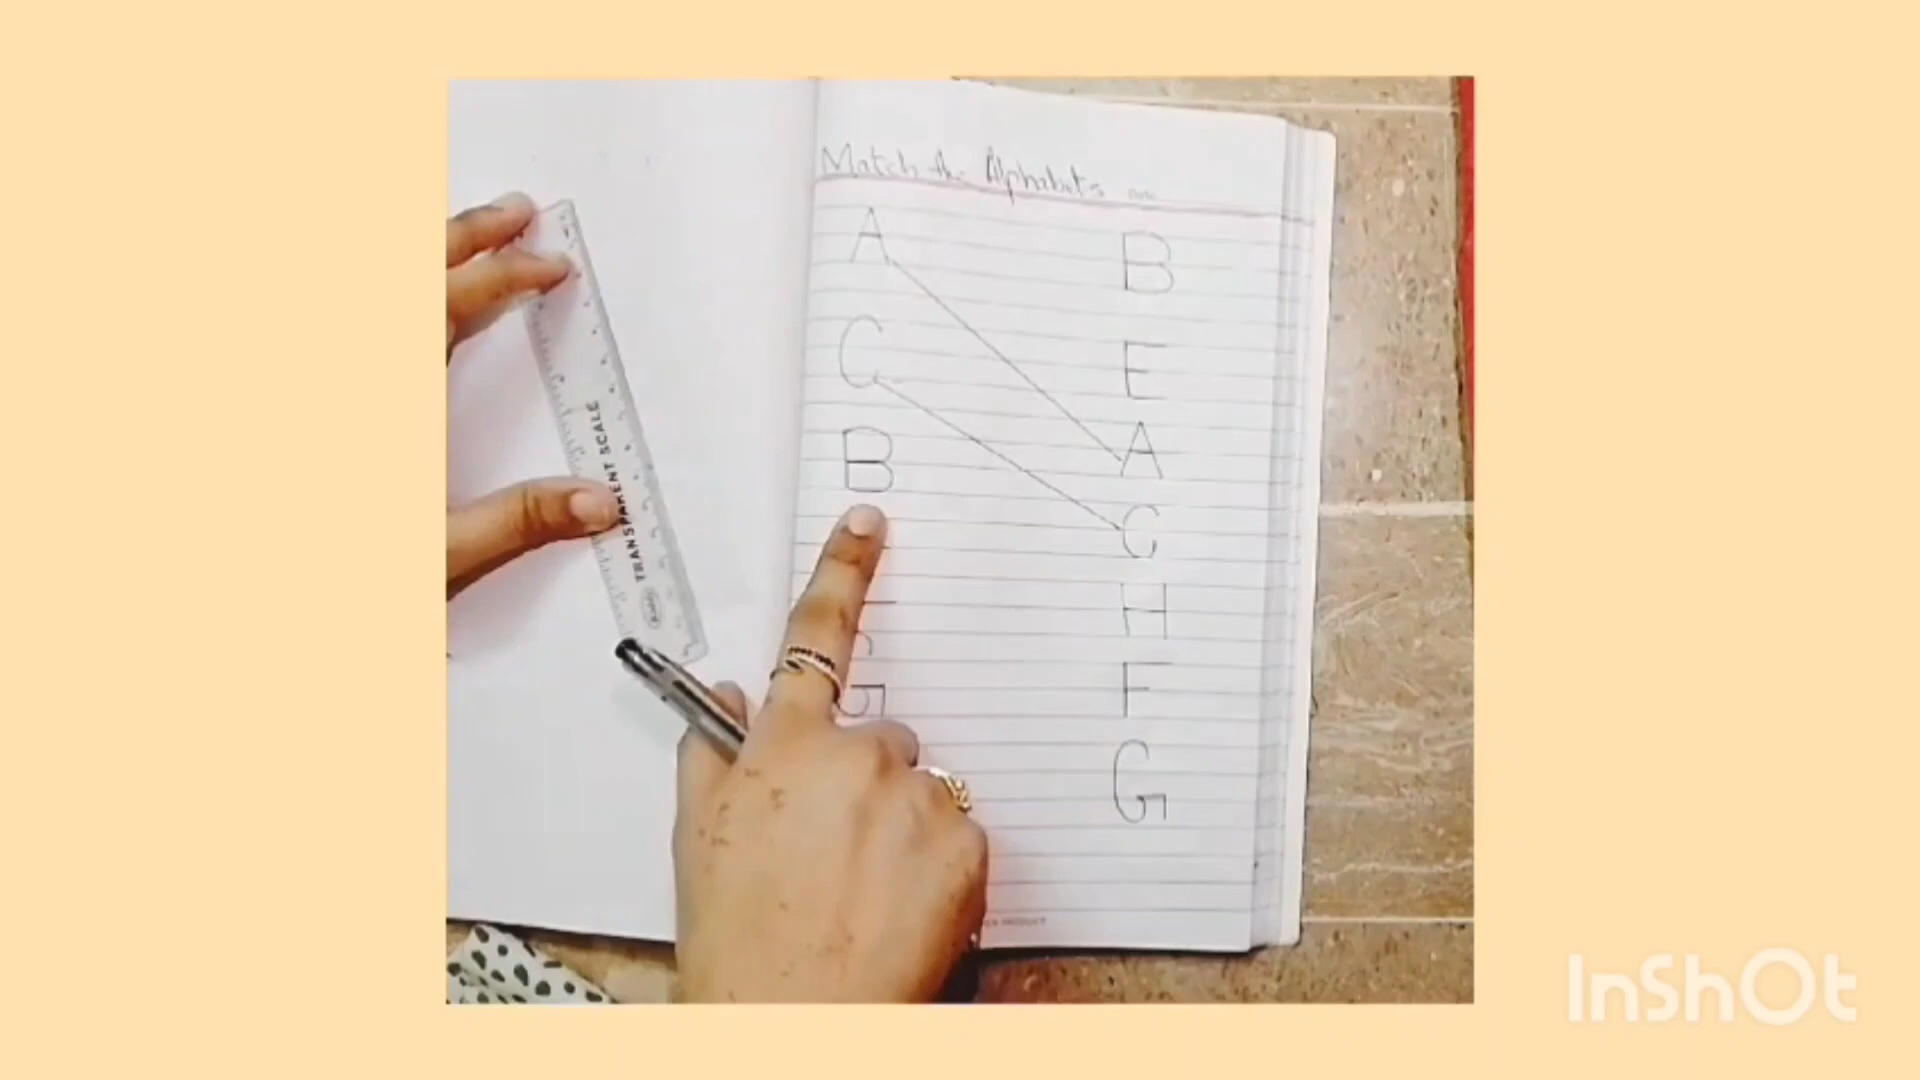 Match the Alphabets
A B
C E
B A
C
H
F
G
TRANSPARENT SCALE
InShOt